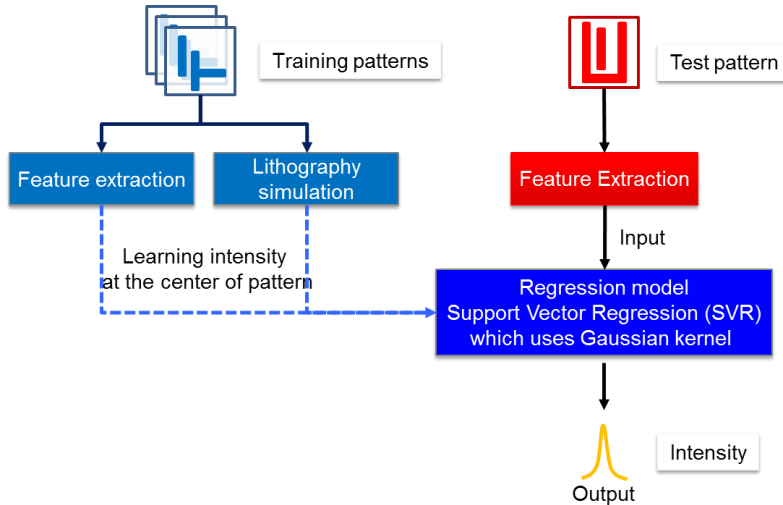 Training patterns
Test pattern
Feature extraction
Lithography
simulation
Feature Extraction
Learning intensity
at the center of pattern
Input
Regression model
Support Vector Regression (SVR)
which uses Gaussian kernel
Intensity
Output